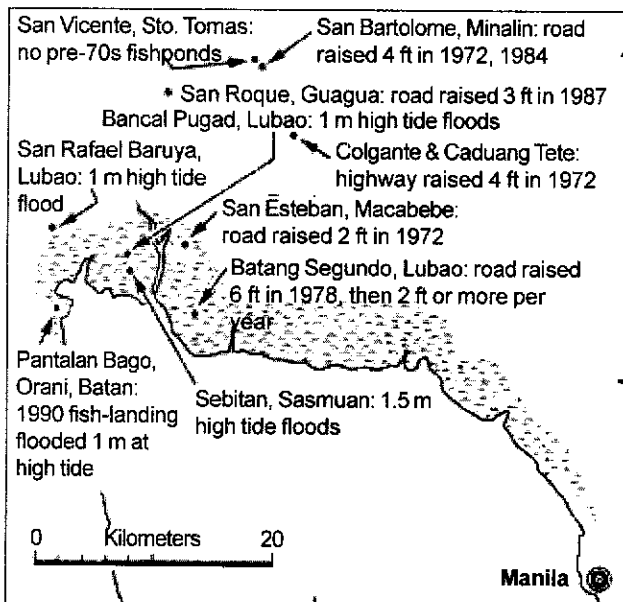 San Vicente, Sto. Tomas:
no pre-70s fishponds
San Bartolome, Minalin: road
raised 4 ft in 1972, 1984
San Roque, Guagua: road raised 3 ft in 1987
Bancal Pugad, Lubao: 1 m high tide floods
San Rafael Baruya,
Lubao: 1 m high tide
flood
Colgante & Caduang Tete:
highway raised 4 ft in 1972
San Esteban, Macabebe:
road raised 2 ft in 1972
Batang Segundo, Lubao: road raised
6 ft in 1978, then 2 ft or more per
year
Pantalan Bago,
Orani, Batan:
1990 fish-landing
flooded 1 m at
high tide
Sebitan, Sasmuan: 1.5 m
high tide floods
0 Kilometers 20
Manila